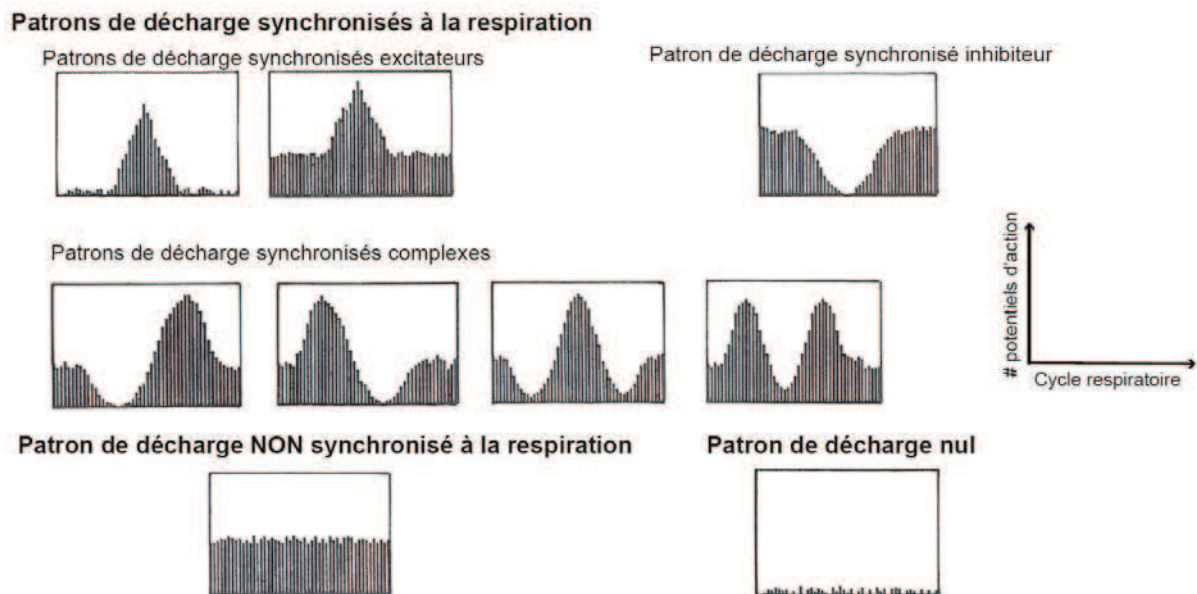 Patrons de décharge synchronisés à la respiration
Patrons de décharge synchronisés excitateurs
Patron de décharge synchronisé inhibiteur
Patrons de décharge synchronisés complexes
# potentiels d'action
Cycle respiratoire
Patron de décharge NON synchronisé à la respiration
Patron de décharge nul